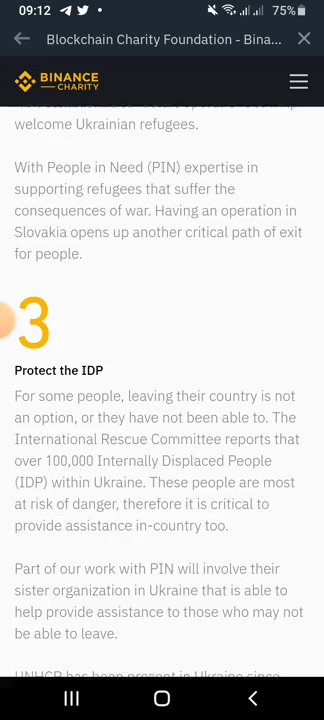 09:12
75%
Blockchain Charity Foundation - Bina...
BINANCE
CHARITY
welcome Ukrainian refugees.
With People in Need (PIN) expertise in
supporting refugees that suffer the
consequences of war. Having an operation in
Slovakia opens up another critical path of exit
for people.
3
Protect the IDP
For some people, leaving their country is not
an option, or they have not been able to. The
International Rescue Committee reports that
over 100,000 Internally Displaced People
(IDP) within Ukraine. These people are most
at risk of danger, therefore it is critical to
provide assistance in-country too.
Part of our work with PIN will involve their
sister organization in Ukraine that is able to
help provide assistance to those who may not
be able to leave.
UNHCR has been present in Ukraine since